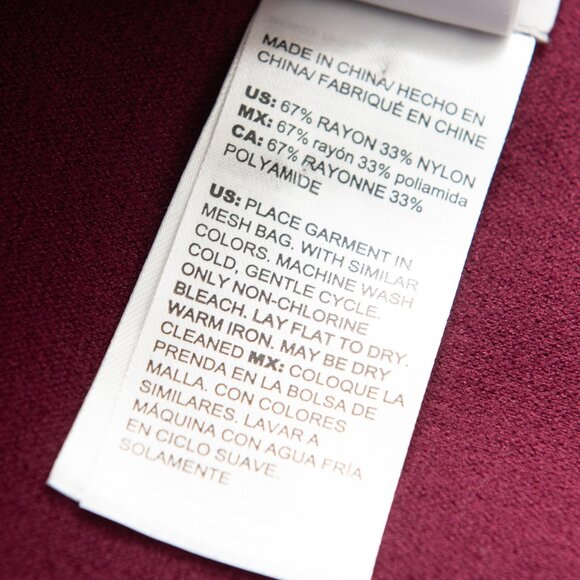 MADE IN CHINA/ HECHO EN
CHINA/ FABRIQUÉ EN CHINE
US: 67% RAYON 33% NYLON
MX: 67% rayón 33% poliamida
CA: 67% RAYONNE 33%
POLYAMIDE
US: PLACE GARMENT IN
MESH BAG. WITH SIMILAR
COLORS. MACHINE WASH
COLD, GENTLE CYCLE.
ONLY NON-CHLORINE
BLEACH. LAY FLAT TO DRY.
WARM IRON. MAY BE DRY
CLEANED MX: COLOQUE LA
PRENDA EN LA BOLSA DE
MALLA. CON COLORES
SIMILARES. LAVAR A
MÁQUINA CON AGUA FRÍA
EN CICLO SUAVE.
SOLAMENTE